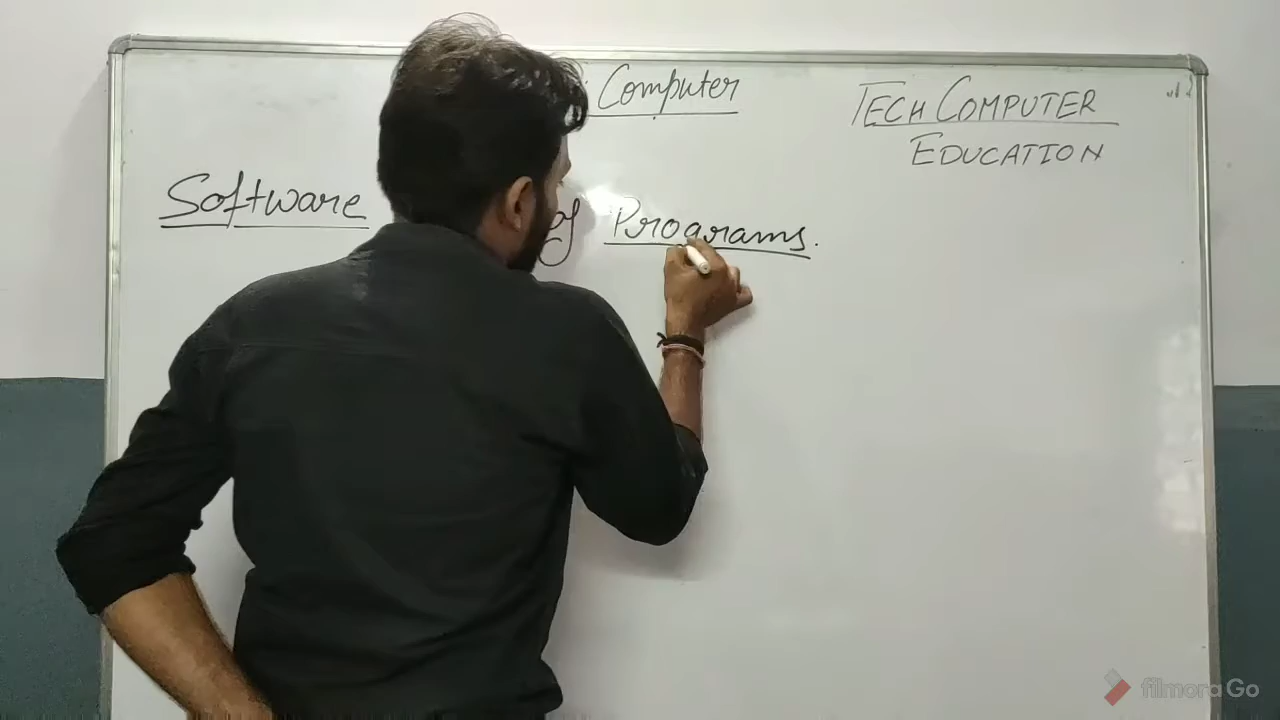 Computer
TECH COMPUTER
EDUCATION
Software of Programs.
filmora Go